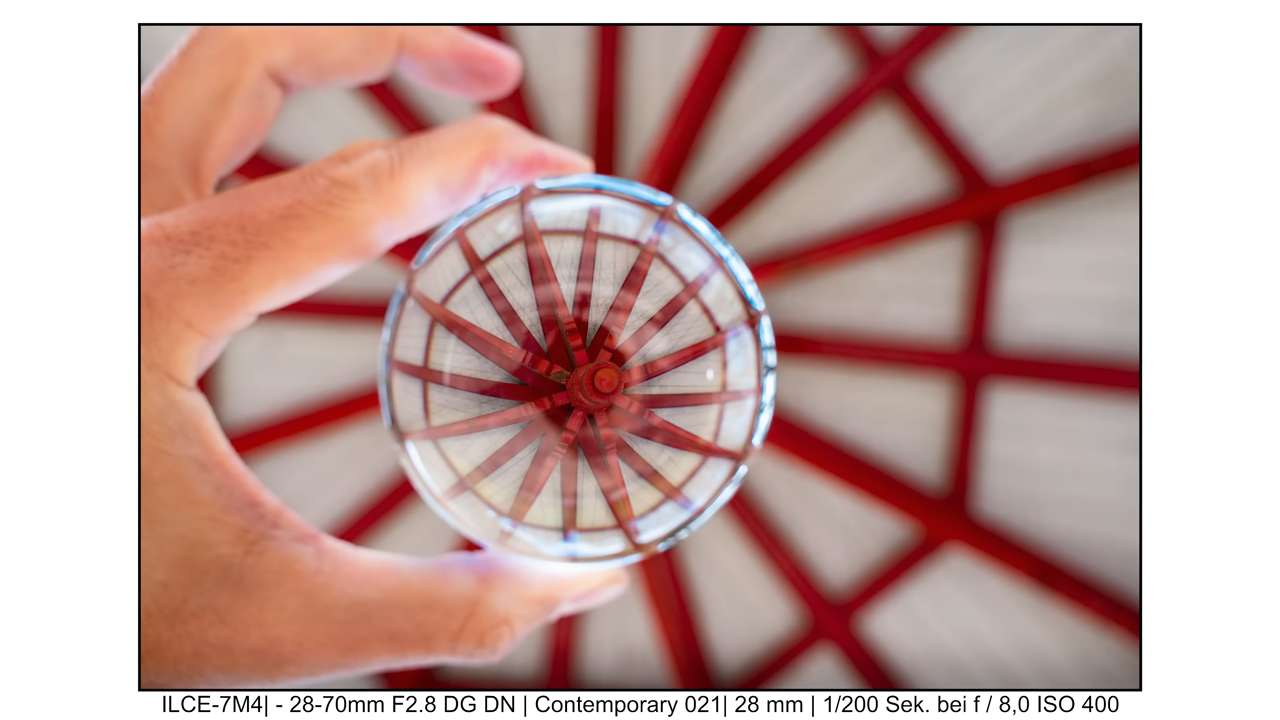 ILCE-7M4| - 28-70mm F2.8 DG DN | Contemporary 021| 28 mm | 1/200 Sek. bei f / 8,0 ISO 400